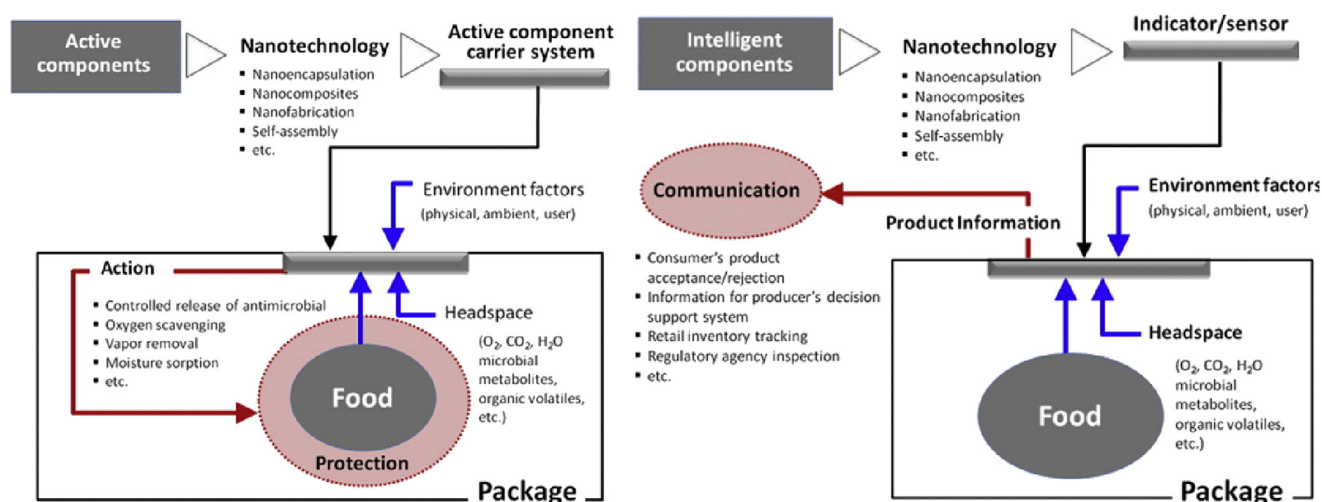 Active
components
Nanotechnology
▪ Nanoencapsulation
▪ Nanocomposites
▪ Nanofabrication
▪ Self-assembly
▪ etc.
Active component
carrier system
Environment factors
(physical, ambient, user)
Action
▪ Controlled release of antimicrobial
▪ Oxygen scavenging
▪ Vapor removal
▪ Moisture sorption
▪ etc.
Headspace
(O₂, CO₂, H₂O
microbial
metabolites,
organic volatiles,
etc.)
Food
Protection
Package
Intelligent
components
Nanotechnology
▪ Nanoencapsulation
▪ Nanocomposites
▪ Nanofabrication
▪ Self-assembly
▪ etc.
Indicator/sensor
Communication
Product Information
Environment factors
(physical, ambient, user)
▪ Consumer's product
acceptance/rejection
▪ Information for producer's decision
support system
▪ Retail inventory tracking
▪ Regulatory agency inspection
▪ etc.
Headspace
(O₂, CO₂, H₂O
microbial
metabolites,
organic volatiles,
etc.)
Food
Package